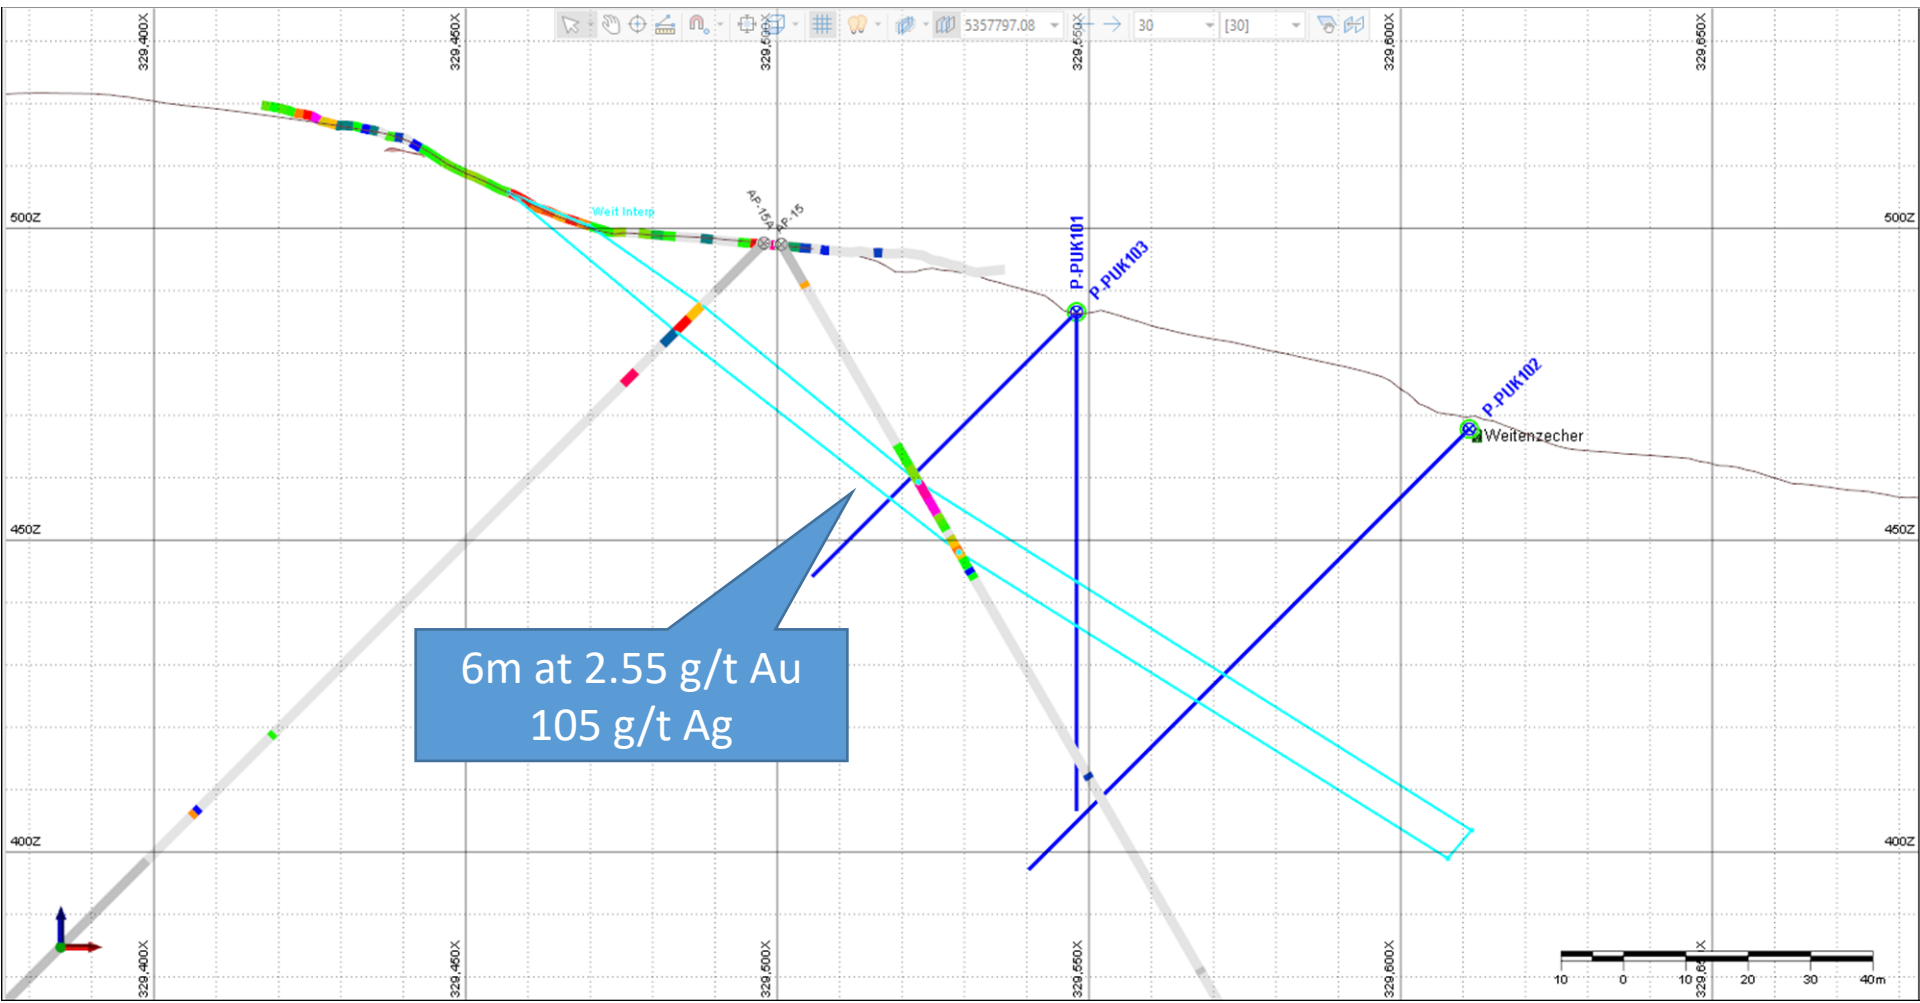 5357797.08
30
[30]
329,400X
329,450X
329,500X
329,550X
329,600X
329,650X
500Z
500Z
Weit Interp
AP-15A
AP-15
P.PUK101
P.PUK103
P.PUK102
Weitenzecher
450Z
450Z
6m at 2.55 g/t Au
105 g/t Ag
400Z
400Z
329,400X
329,450X
329,500X
329,550X
329,600X
10
0
10
20
30
40m